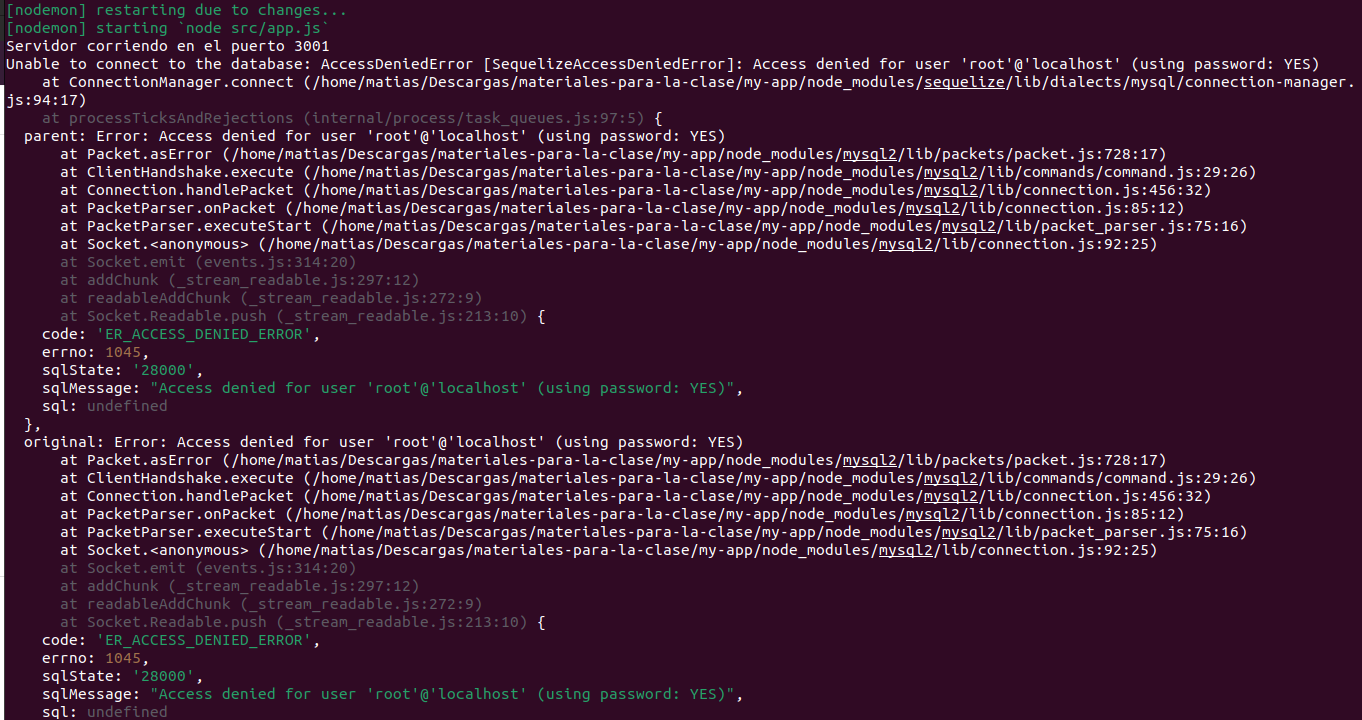 [nodemon] restarting due to changes...
[nodemon] starting `node src/app.js`
Servidor corriendo en el puerto 3001
Unable to connect to the database: AccessDeniedError [SequelizeAccessDeniedError]: Access denied for user 'root'@'localhost' (using password: YES)
    at ConnectionManager.connect (/home/matias/Descargas/materiales-para-la-clase/my-app/node_modules/sequelize/lib/dialects/mysql/connection-manager.
js:94:17)
    at processTicksAndRejections (internal/process/task_queues.js:97:5) {
  parent: Error: Access denied for user 'root'@'localhost' (using password: YES)
      at Packet.asError (/home/matias/Descargas/materiales-para-la-clase/my-app/node_modules/mysql2/lib/packets/packet.js:728:17)
      at ClientHandshake.execute (/home/matias/Descargas/materiales-para-la-clase/my-app/node_modules/mysql2/lib/commands/command.js:29:26)
      at Connection.handlePacket (/home/matias/Descargas/materiales-para-la-clase/my-app/node_modules/mysql2/lib/connection.js:456:32)
      at PacketParser.onPacket (/home/matias/Descargas/materiales-para-la-clase/my-app/node_modules/mysql2/lib/connection.js:85:12)
      at PacketParser.executeStart (/home/matias/Descargas/materiales-para-la-clase/my-app/node_modules/mysql2/lib/packet_parser.js:75:16)
      at Socket.<anonymous> (/home/matias/Descargas/materiales-para-la-clase/my-app/node_modules/mysql2/lib/connection.js:92:25)
      at Socket.emit (events.js:314:20)
      at addChunk (_stream_readable.js:297:12)
      at readableAddChunk (_stream_readable.js:272:9)
      at Socket.Readable.push (_stream_readable.js:213:10) {
    code: 'ER_ACCESS_DENIED_ERROR',
    errno: 1045,
    sqlState: '28000',
    sqlMessage: "Access denied for user 'root'@'localhost' (using password: YES)",
    sql: undefined
  },
  original: Error: Access denied for user 'root'@'localhost' (using password: YES)
      at Packet.asError (/home/matias/Descargas/materiales-para-la-clase/my-app/node_modules/mysql2/lib/packets/packet.js:728:17)
      at ClientHandshake.execute (/home/matias/Descargas/materiales-para-la-clase/my-app/node_modules/mysql2/lib/commands/command.js:29:26)
      at Connection.handlePacket (/home/matias/Descargas/materiales-para-la-clase/my-app/node_modules/mysql2/lib/connection.js:456:32)
      at PacketParser.onPacket (/home/matias/Descargas/materiales-para-la-clase/my-app/node_modules/mysql2/lib/connection.js:85:12)
      at PacketParser.executeStart (/home/matias/Descargas/materiales-para-la-clase/my-app/node_modules/mysql2/lib/packet_parser.js:75:16)
      at Socket.<anonymous> (/home/matias/Descargas/materiales-para-la-clase/my-app/node_modules/mysql2/lib/connection.js:92:25)
      at Socket.emit (events.js:314:20)
      at addChunk (_stream_readable.js:297:12)
      at readableAddChunk (_stream_readable.js:272:9)
      at Socket.Readable.push (_stream_readable.js:213:10) {
    code: 'ER_ACCESS_DENIED_ERROR',
    errno: 1045,
    sqlState: '28000',
    sqlMessage: "Access denied for user 'root'@'localhost' (using password: YES)",
    sql: undefined